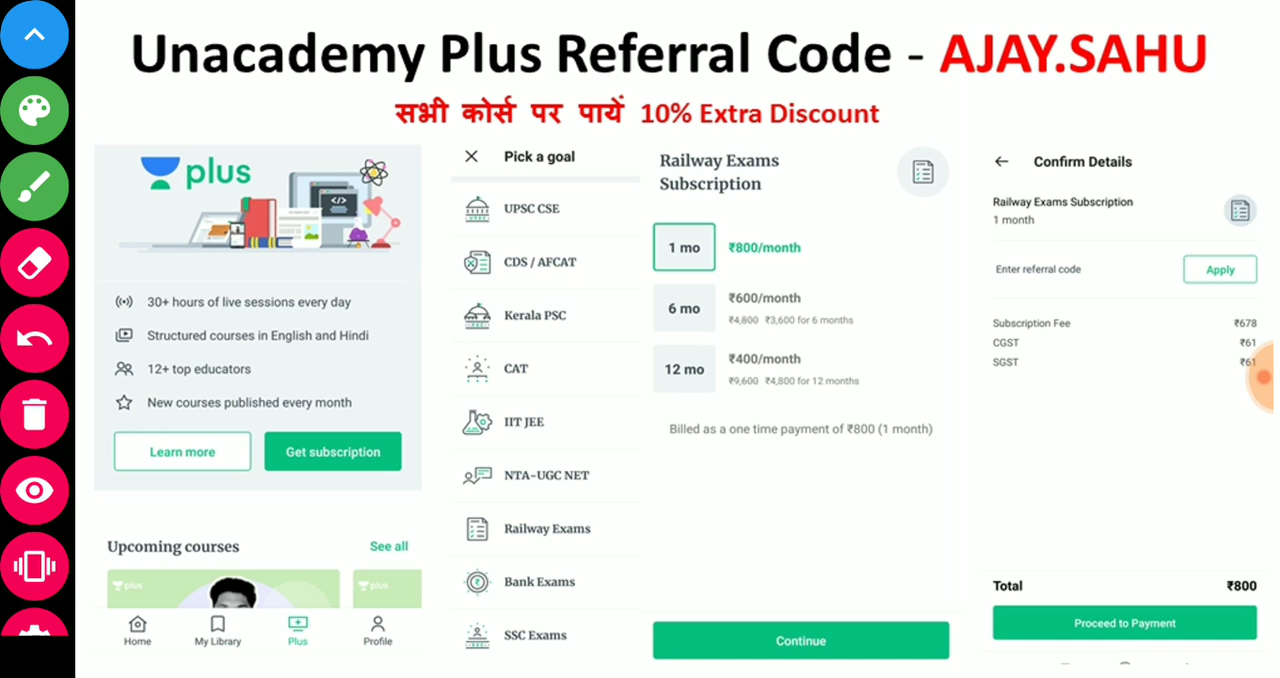 Unacademy Plus Referral Code - AJAY.SAHU
सभी कोर्स पर पायें 10% Extra Discount
plus
30+ hours of live sessions every day
Structured courses in English and Hindi
12+ top educators
New courses published every month
Learn more
Get subscription
Upcoming courses
See all
plus
plus
Home
My Library
Plus
Profile
Pick a goal
UPSC CSE
CDS / AFCAT
Kerala PSC
CAT
IIT JEE
NTA-UGC NET
Railway Exams
Bank Exams
SSC Exams
Railway Exams
Subscription
1 mo
₹800/month
6 mo
₹600/month
₹4,800 ₹3,600 for 6 months
12 mo
₹400/month
₹9,600 ₹4,800 for 12 months
Billed as a one time payment of ₹800 (1 month)
Continue
Confirm Details
Railway Exams Subscription
1 month
Enter referral code
Apply
Subscription Fee ₹678
CGST ₹61
SGST ₹61
Total ₹800
Proceed to Payment